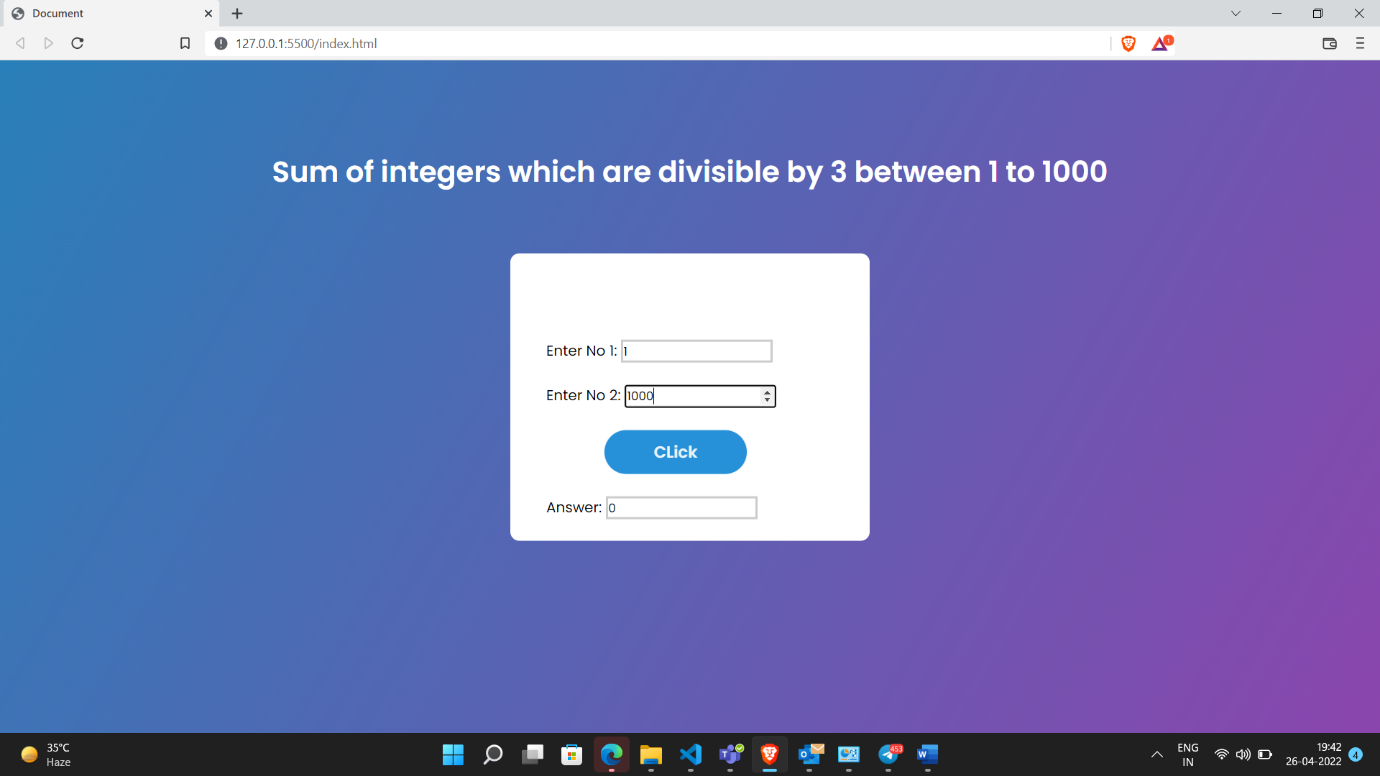 Document
127.0.0.1:5500/index.html
Sum of integers which are divisible by 3 between 1 to 1000
Enter No 1: 1
Enter No 2: 1000
CLick
Answer: 0
35°C
Haze
453
ENG
IN
19:42
26-04-2022
4